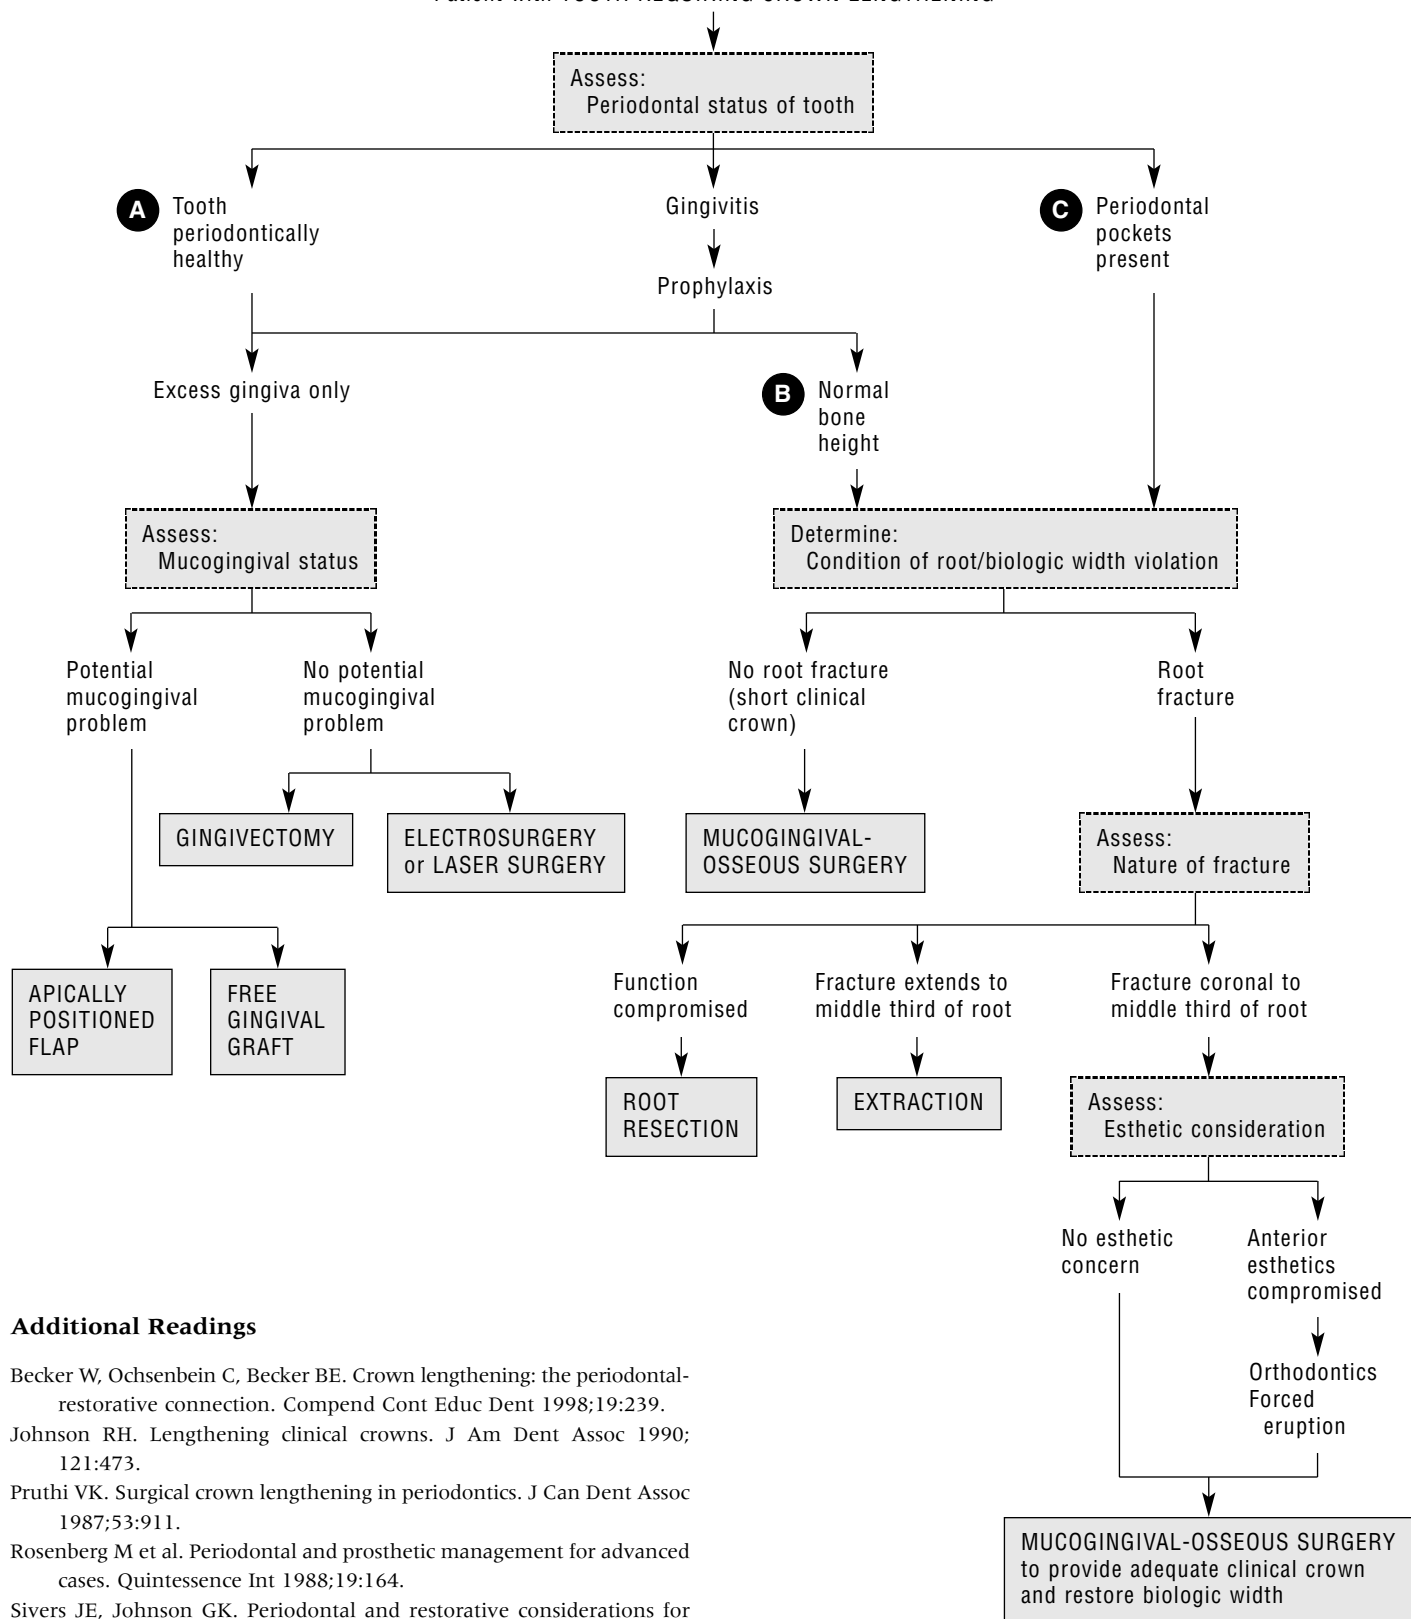 Patient with TOOTH REQUIRING CROWN LENGTHENING
Assess:
Periodontal status of tooth
A Tooth
periodontically
healthy
Gingivitis
Prophylaxis
C Periodontal
pockets
present
Excess gingiva only
B Normal
bone
height
Assess:
Mucogingival status
Determine:
Condition of root/biologic width violation
Potential
mucogingival
problem
No potential
mucogingival
problem
No root fracture
(short clinical
crown)
Root
fracture
GINGIVECTOMY
ELECTROSURGERY
or LASER SURGERY
MUCOGINGIVAL-
OSSEOUS SURGERY
Assess:
Nature of fracture
APICALLY
POSITIONED
FLAP
FREE
GINGIVAL
GRAFT
Function
compromised
Fracture extends to
middle third of root
Fracture coronal to
middle third of root
ROOT
RESECTION
EXTRACTION
Assess:
Esthetic consideration
No esthetic
concern
Anterior
esthetics
compromised
Orthodontics
Forced
eruption
MUCOGINGIVAL-OSSEOUS SURGERY
to provide adequate clinical crown
and restore biologic width
Additional Readings
Becker W, Ochsenbein C, Becker BE. Crown lengthening: the periodontal-
restorative connection. Compend Cont Educ Dent 1998;19:239.
Johnson RH. Lengthening clinical crowns. J Am Dent Assoc 1990;
121:473.
Pruthi VK. Surgical crown lengthening in periodontics. J Can Dent Assoc
1987;53:911.
Rosenberg M et al. Periodontal and prosthetic management for advanced
cases. Quintessence Int 1988;19:164.
Sivers JE, Johnson GK. Periodontal and restorative considerations for